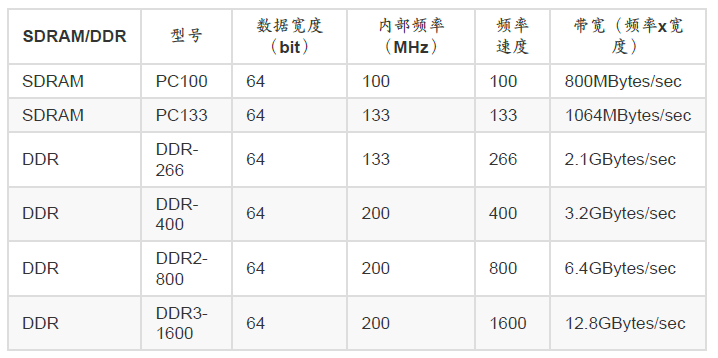 SDRAM/DDR 型号 数据宽度（bit） 内部频率（MHz） 频率速度 带宽（频率x宽度）
SDRAM PC100 64 100 100 800MBytes/sec
SDRAM PC133 64 133 133 1064MBytes/sec
DDR DDR-266 64 133 266 2.1GBytes/sec
DDR DDR-400 64 200 400 3.2GBytes/sec
DDR DDR2-800 64 200 800 6.4GBytes/sec
DDR DDR3-1600 64 200 1600 12.8GBytes/sec